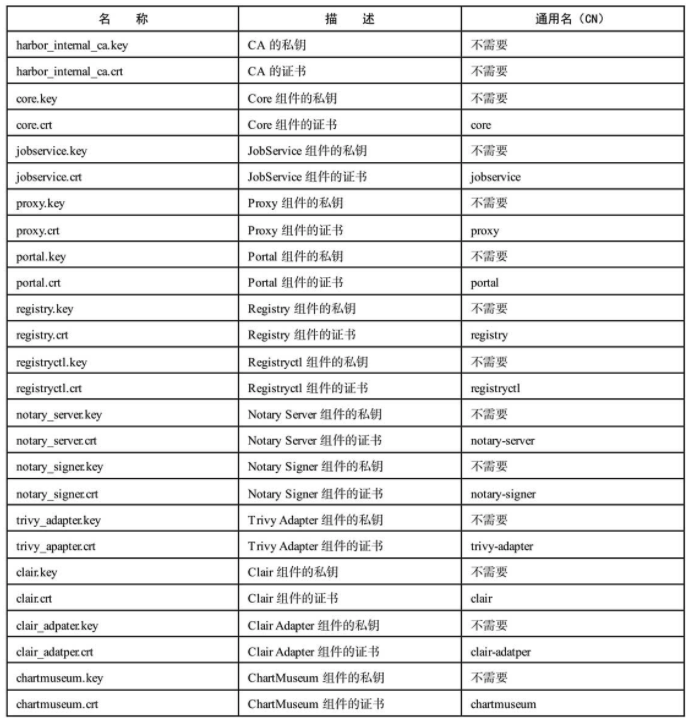 名 称 描 述 通用名（CN）
harbor_internal_ca.key CA 的私钥 不需要
harbor_internal_ca.crt CA 的证书 不需要
core.key Core 组件的私钥 不需要
core.crt Core 组件的证书 core
jobservice.key JobService 组件的私钥 不需要
jobservice.crt JobService 组件的证书 jobservice
proxy.key Proxy 组件的私钥 不需要
proxy.crt Proxy 组件的证书 proxy
portal.key Portal 组件的私钥 不需要
portal.crt Portal 组件的证书 portal
registry.key Registry 组件的私钥 不需要
registry.crt Registry 组件的证书 registry
registryctl.key Registryctl 组件的私钥 不需要
registryctl.crt Registryctl 组件的证书 registryctl
notary_server.key Notary Server 组件的私钥 不需要
notary_server.crt Notary Server 组件的证书 notary-server
notary_signer.key Notary Signer 组件的私钥 不需要
notary_signer.crt Notary Signer 组件的证书 notary-signer
trivy_adapter.key Trivy Adapter 组件的私钥 不需要
trivy_apapter.crt Trivy Adapter 组件的证书 trivy-adapter
clair.key Clair 组件的私钥 不需要
clair.crt Clair 组件的证书 clair
clair_adpater.key Clair Adapter 组件的私钥 不需要
clair_adatper.crt Clair Adapter 组件的证书 clair-adatper
chartmuseum.key ChartMuseum 组件的私钥 不需要
chartmuseum.crt ChartMuseum 组件的证书 chartmuseum